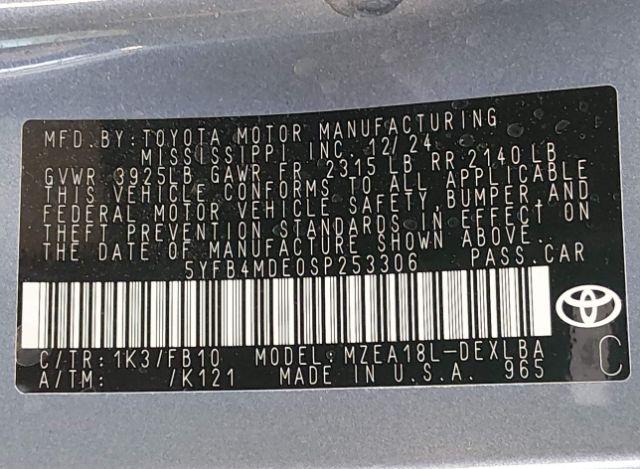 MFD. BY: TOYOTA MOTOR MANUFACTURING
MISSISSIPPI, INC. 12/24
GVWR 3925LB GAWR FR 2315 LB RR 2140 LB
THIS VEHICLE CONFORMS TO ALL APPLICABLE
FEDERAL MOTOR VEHICLE SAFETY, BUMPER, AND
THEFT PREVENTION STANDARDS IN EFFECT ON
THE DATE OF MANUFACTURE SHOWN ABOVE.
5YFB4MDE0SP253306 PASS. CAR
C/TR: 1K3/FB10 MODEL: MZEA18L-DEXLBA
A/TM: /K121 MADE IN U.S.A. 965
C